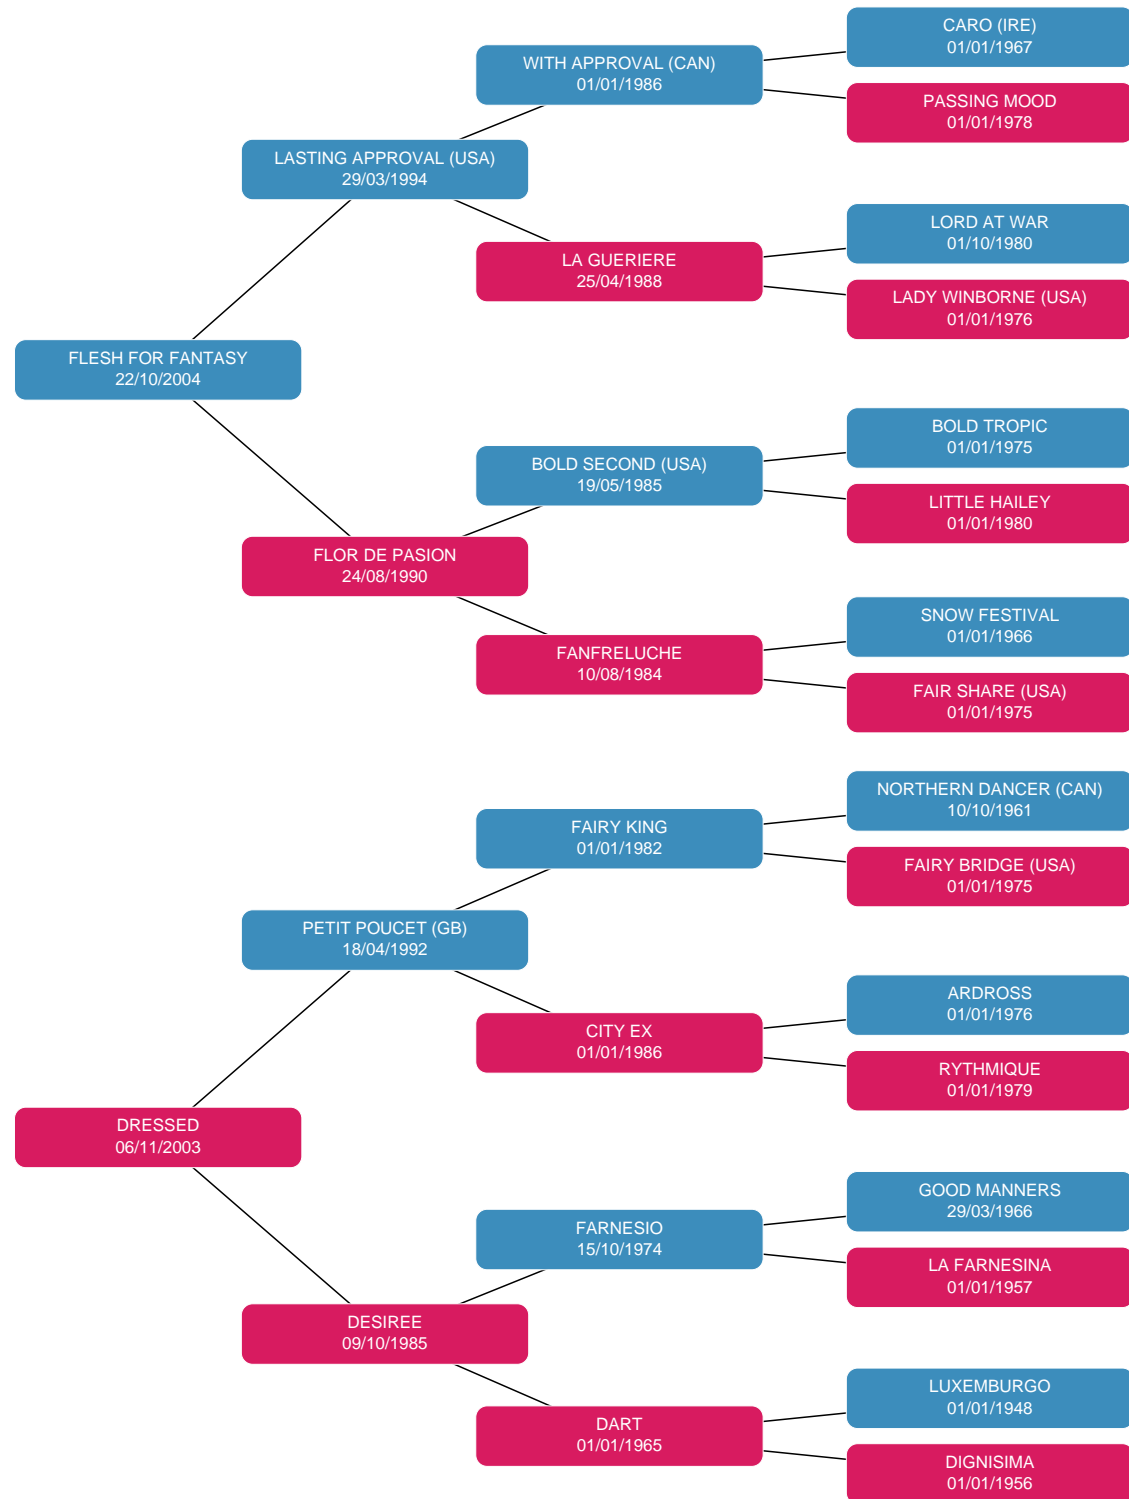 CARO (IRE)
01/01/1967
WITH APPROVAL (CAN)
01/01/1986
PASSING MOOD
01/01/1978
LASTING APPROVAL (USA)
29/03/1994
LORD AT WAR
01/10/1980
LA GUERIERE
25/04/1988
LADY WINBORNE (USA)
01/01/1976
FLESH FOR FANTASY
22/10/2004
BOLD TROPIC
01/01/1975
BOLD SECOND (USA)
19/05/1985
LITTLE HAILEY
01/01/1980
FLOR DE PASION
24/08/1990
SNOW FESTIVAL
01/01/1966
FANFRELUCHE
10/08/1984
FAIR SHARE (USA)
01/01/1975
NORTHERN DANCER (CAN)
10/10/1961
FAIRY KING
01/01/1982
FAIRY BRIDGE (USA)
01/01/1975
PETIT POUCET (GB)
18/04/1992
ARDROSS
01/01/1976
CITY EX
01/01/1986
RYTHMIQUE
01/01/1979
DRESSED
06/11/2003
GOOD MANNERS
29/03/1966
FARNESIO
15/10/1974
LA FARNESINA
01/01/1957
DESIREE
09/10/1985
LUXEMBURGO
01/01/1948
DART
01/01/1965
DIGNISIMA
01/01/1956